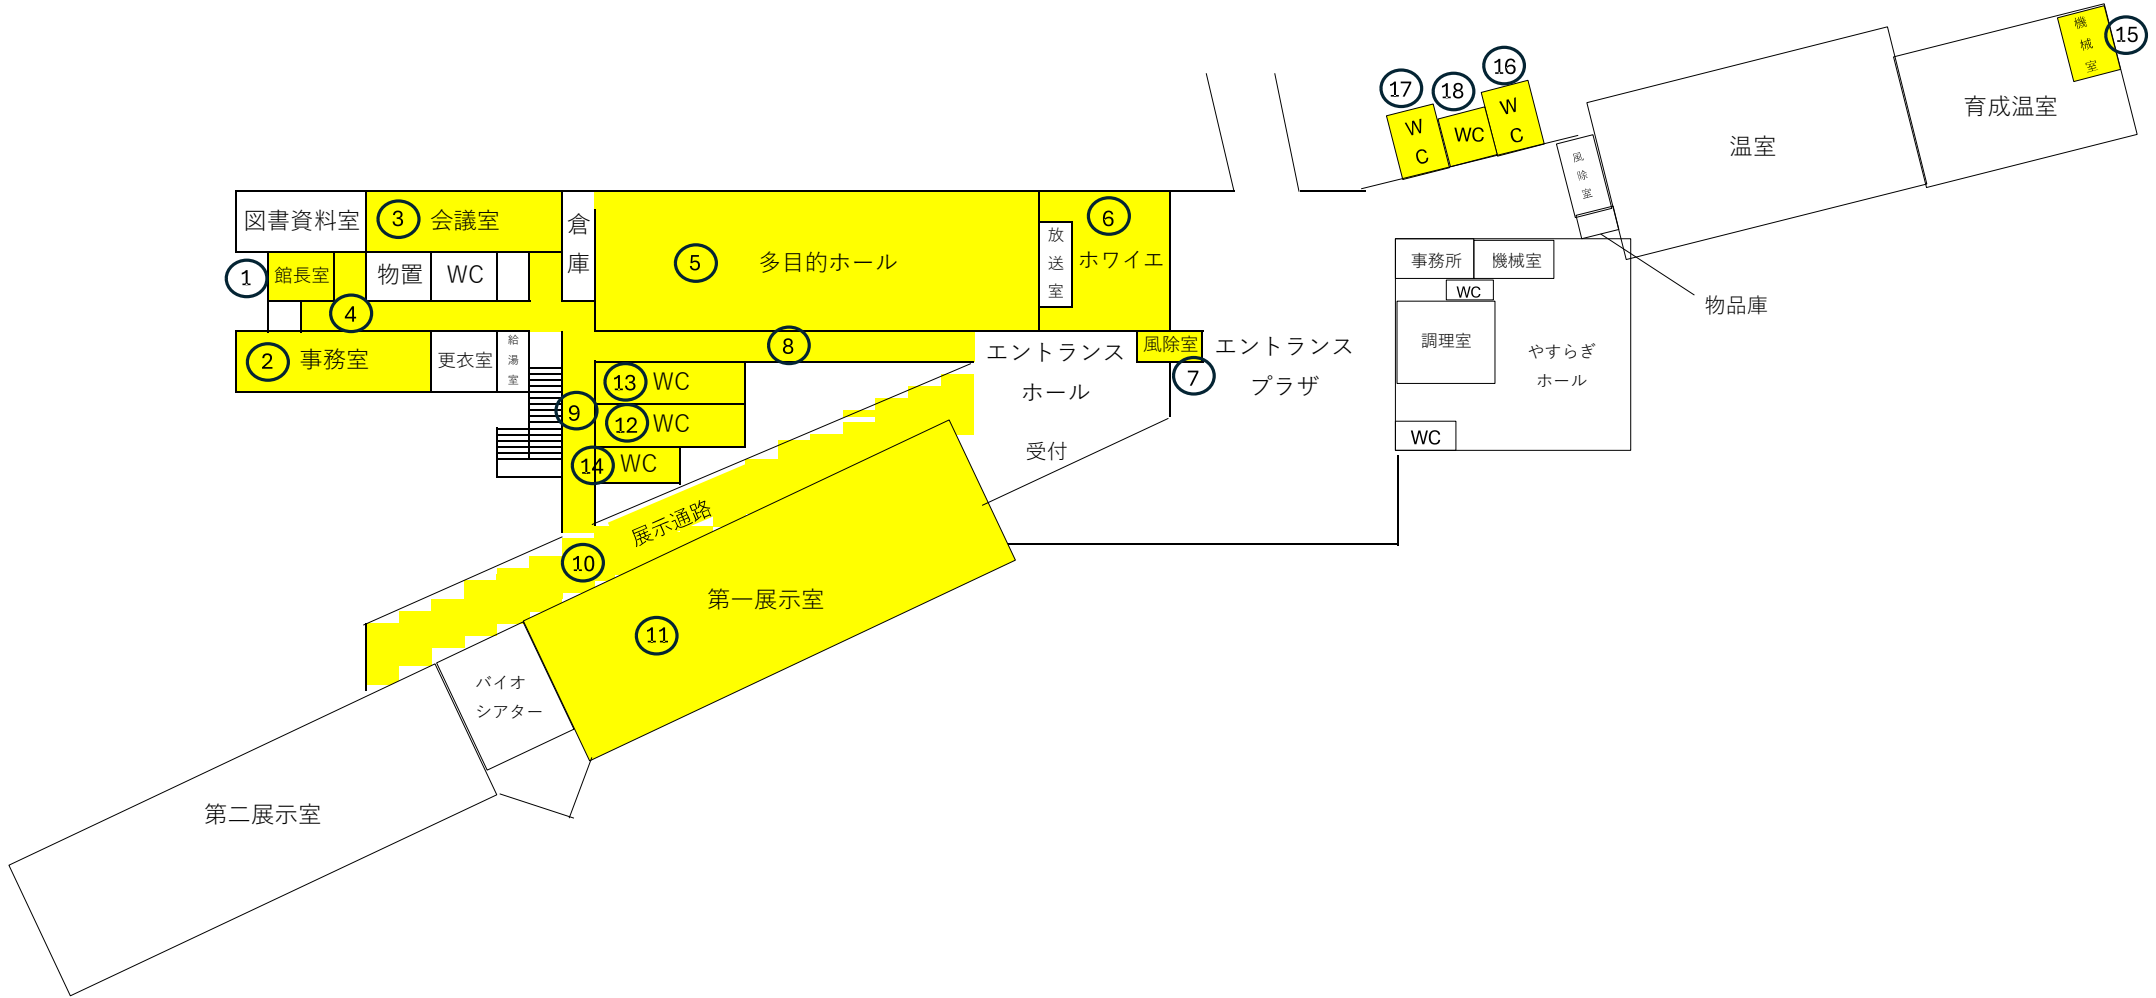 機械室
15
16
17
18
WC
WC
WC
育成温室
温室
風除室
図書資料室
3
会議室
倉庫
5
多目的ホール
放送室
6
ホワイエ
1
館長室
物置
WC
4
事務所
機械室
WC
物品庫
調理室
やすらぎ
ホール
WC
2
事務室
更衣室
給湯室
8
エントランス
ホール
風除室
7
エントランス
プラザ
受付
13
WC
9
12
WC
14
WC
展示通路
10
第一展示室
11
バイオ
シアター
第二展示室